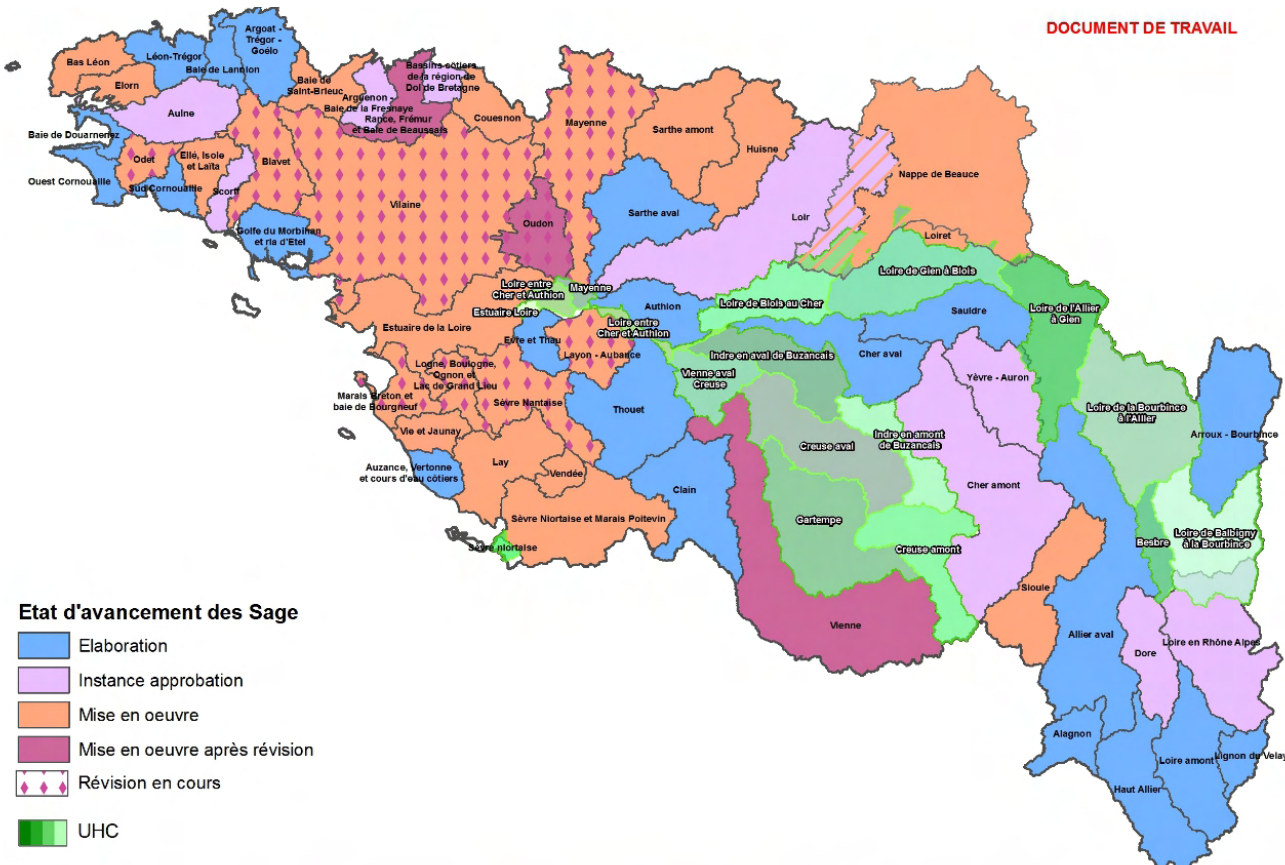 DOCUMENT DE TRAVAIL
Argoat -
Trégor -
Goëlo
Léon-Trégor
Bas Léon
Baie de Lannion
Elorn
Baie de
Saint-Brieuc
Bassins côtiers
de la région de
Dol de Bretagne
Arguenon -
Baie de la Fresnaye
Rance, Frémur
et Baie de Beaussais
Couesnon
Mayenne
Sarthe amont
Huisne
Nappe de Beauce
Aulne
Baie de Douarnenez
Odet
Ellé, Isole
et Laïta
Blavet
Ouest Cornouaille
Sud Cornouaille
Scorff
Vilaine
Golfe du Morbihan
et ria d'Etel
Oudon
Sarthe aval
Loir
Loiret
Loire entre
Cher et Authion
Mayenne
Estuaire Loire
Authion
Loire de Blois au Cher
Loire de Gien à Blois
Loire de l'Allier
à Gien
Estuaire de la Loire
Evre et Thau
Loire entre
Cher et Authion
Layon - Aubance
Sauldre
Cher aval
Indre en aval de Buzancais
Vienne aval
Creuse
Yèvre - Auron
Logne, Boulogne,
Ognon et
Lac de Grand Lieu
Marais Breton et
baie de Bourgneuf
Sèvre Nantaise
Thouet
Loire de la Bourbince
à l'Allier
Arroux - Bourbince
Vie et Jaunay
Creuse aval
Indre en amont
de Buzancais
Lay
Auzance, Vertonne
et cours d'eau côtiers
Vendée
Clain
Cher amont
Sèvre Niortaise et Marais Poitevin
Gartempe
Sèvre niortaise
Creuse amont
Besbre
Loire de Balbigny
à la Bourbince
Sioule
Vienne
Allier aval
Dore
Loire en Rhône Alpes
Alagnon
Loire amont
Lignon du Velay
Haut Allier
Etat d'avancement des Sage
Elaboration
Instance approbation
Mise en oeuvre
Mise en oeuvre après révision
Révision en cours
UHC